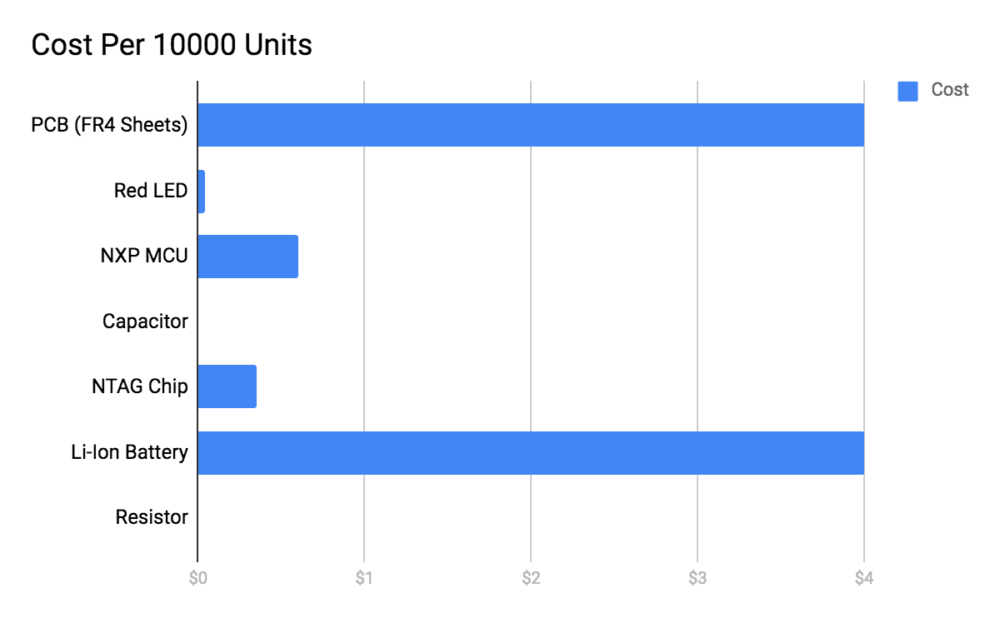 Cost Per 10000 Units
Cost
PCB (FR4 Sheets)
Red LED
NXP MCU
Capacitor
NTAG Chip
Li-Ion Battery
Resistor
$0 $1 $2 $3 $4